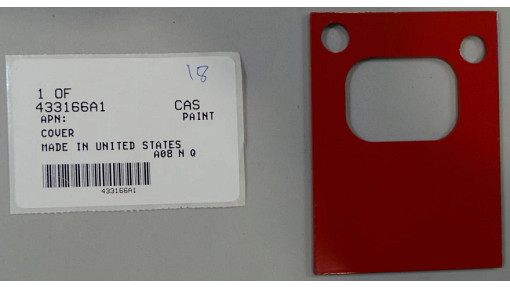 18
1 OF
433166A1 CAS
APN: PAINT
COVER
MADE IN UNITED STATES
A08 N Q
433166A1